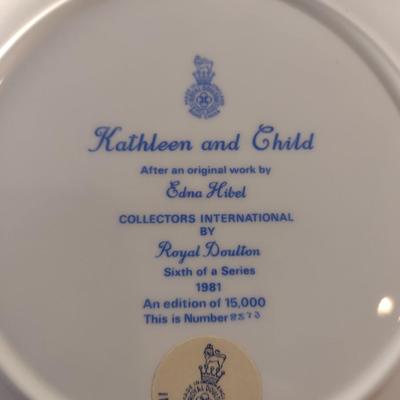 Kathleen and Child
After an original work by
Edna Hibel
COLLECTORS INTERNATIONAL
BY
Royal Doulton
Sixth of a Series
1981
An edition of 15,000
This is Number